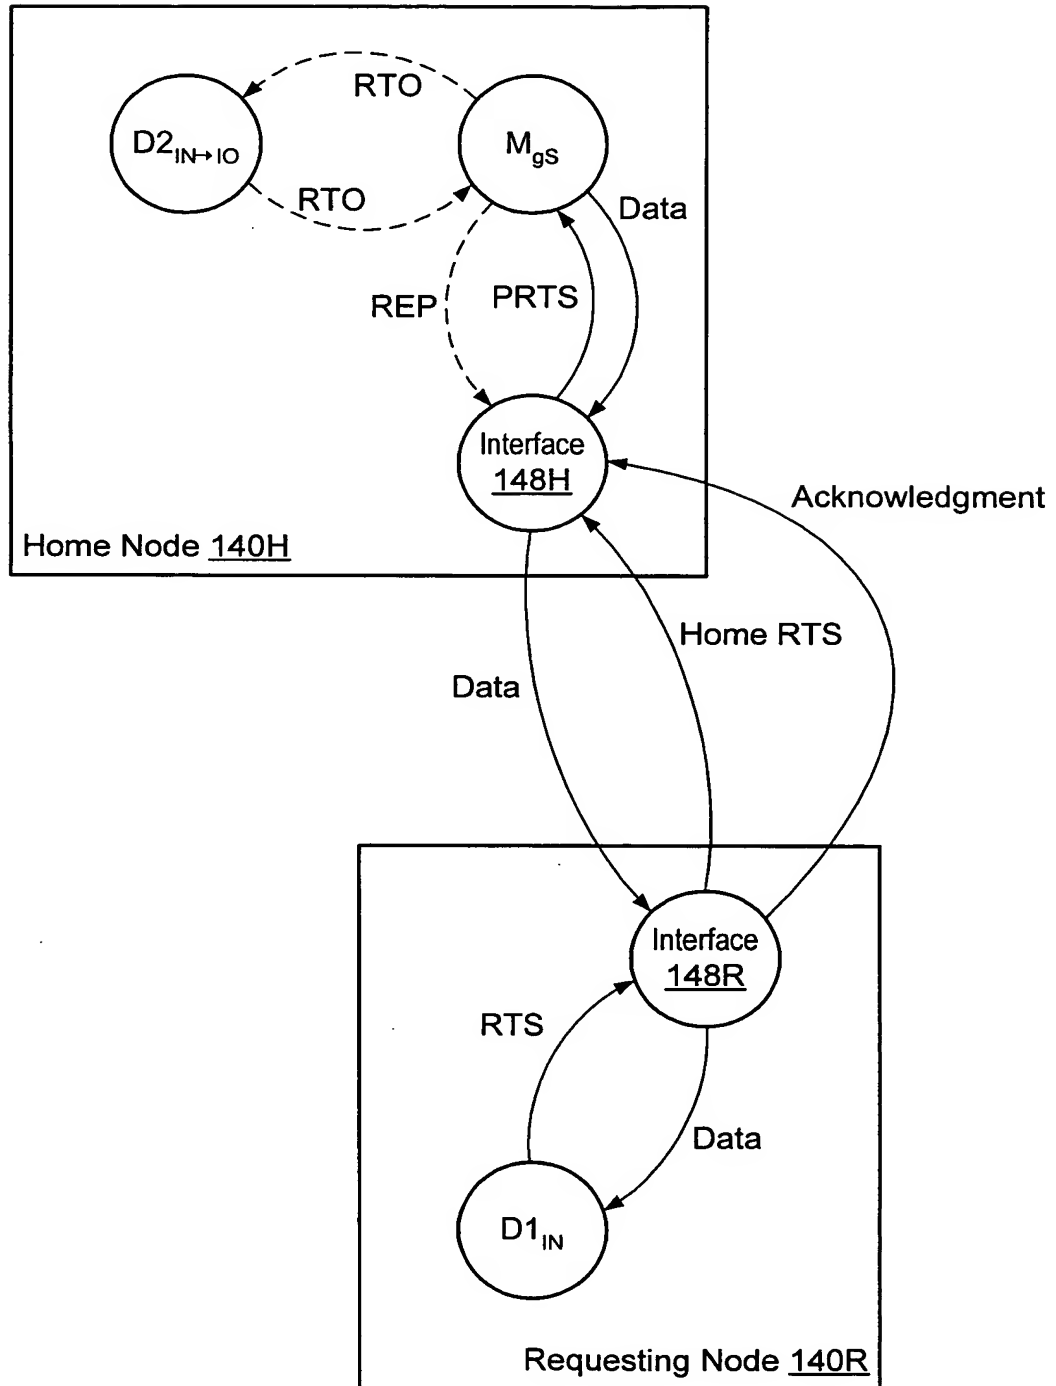 RTO
D2IN→IO
MgS
RTO
Data
REP
PRTS
Interface
148H
Acknowledgment
Home Node 140H
Home RTS
Data
Interface
148R
RTS
Data
D1IN
Requesting Node 140R